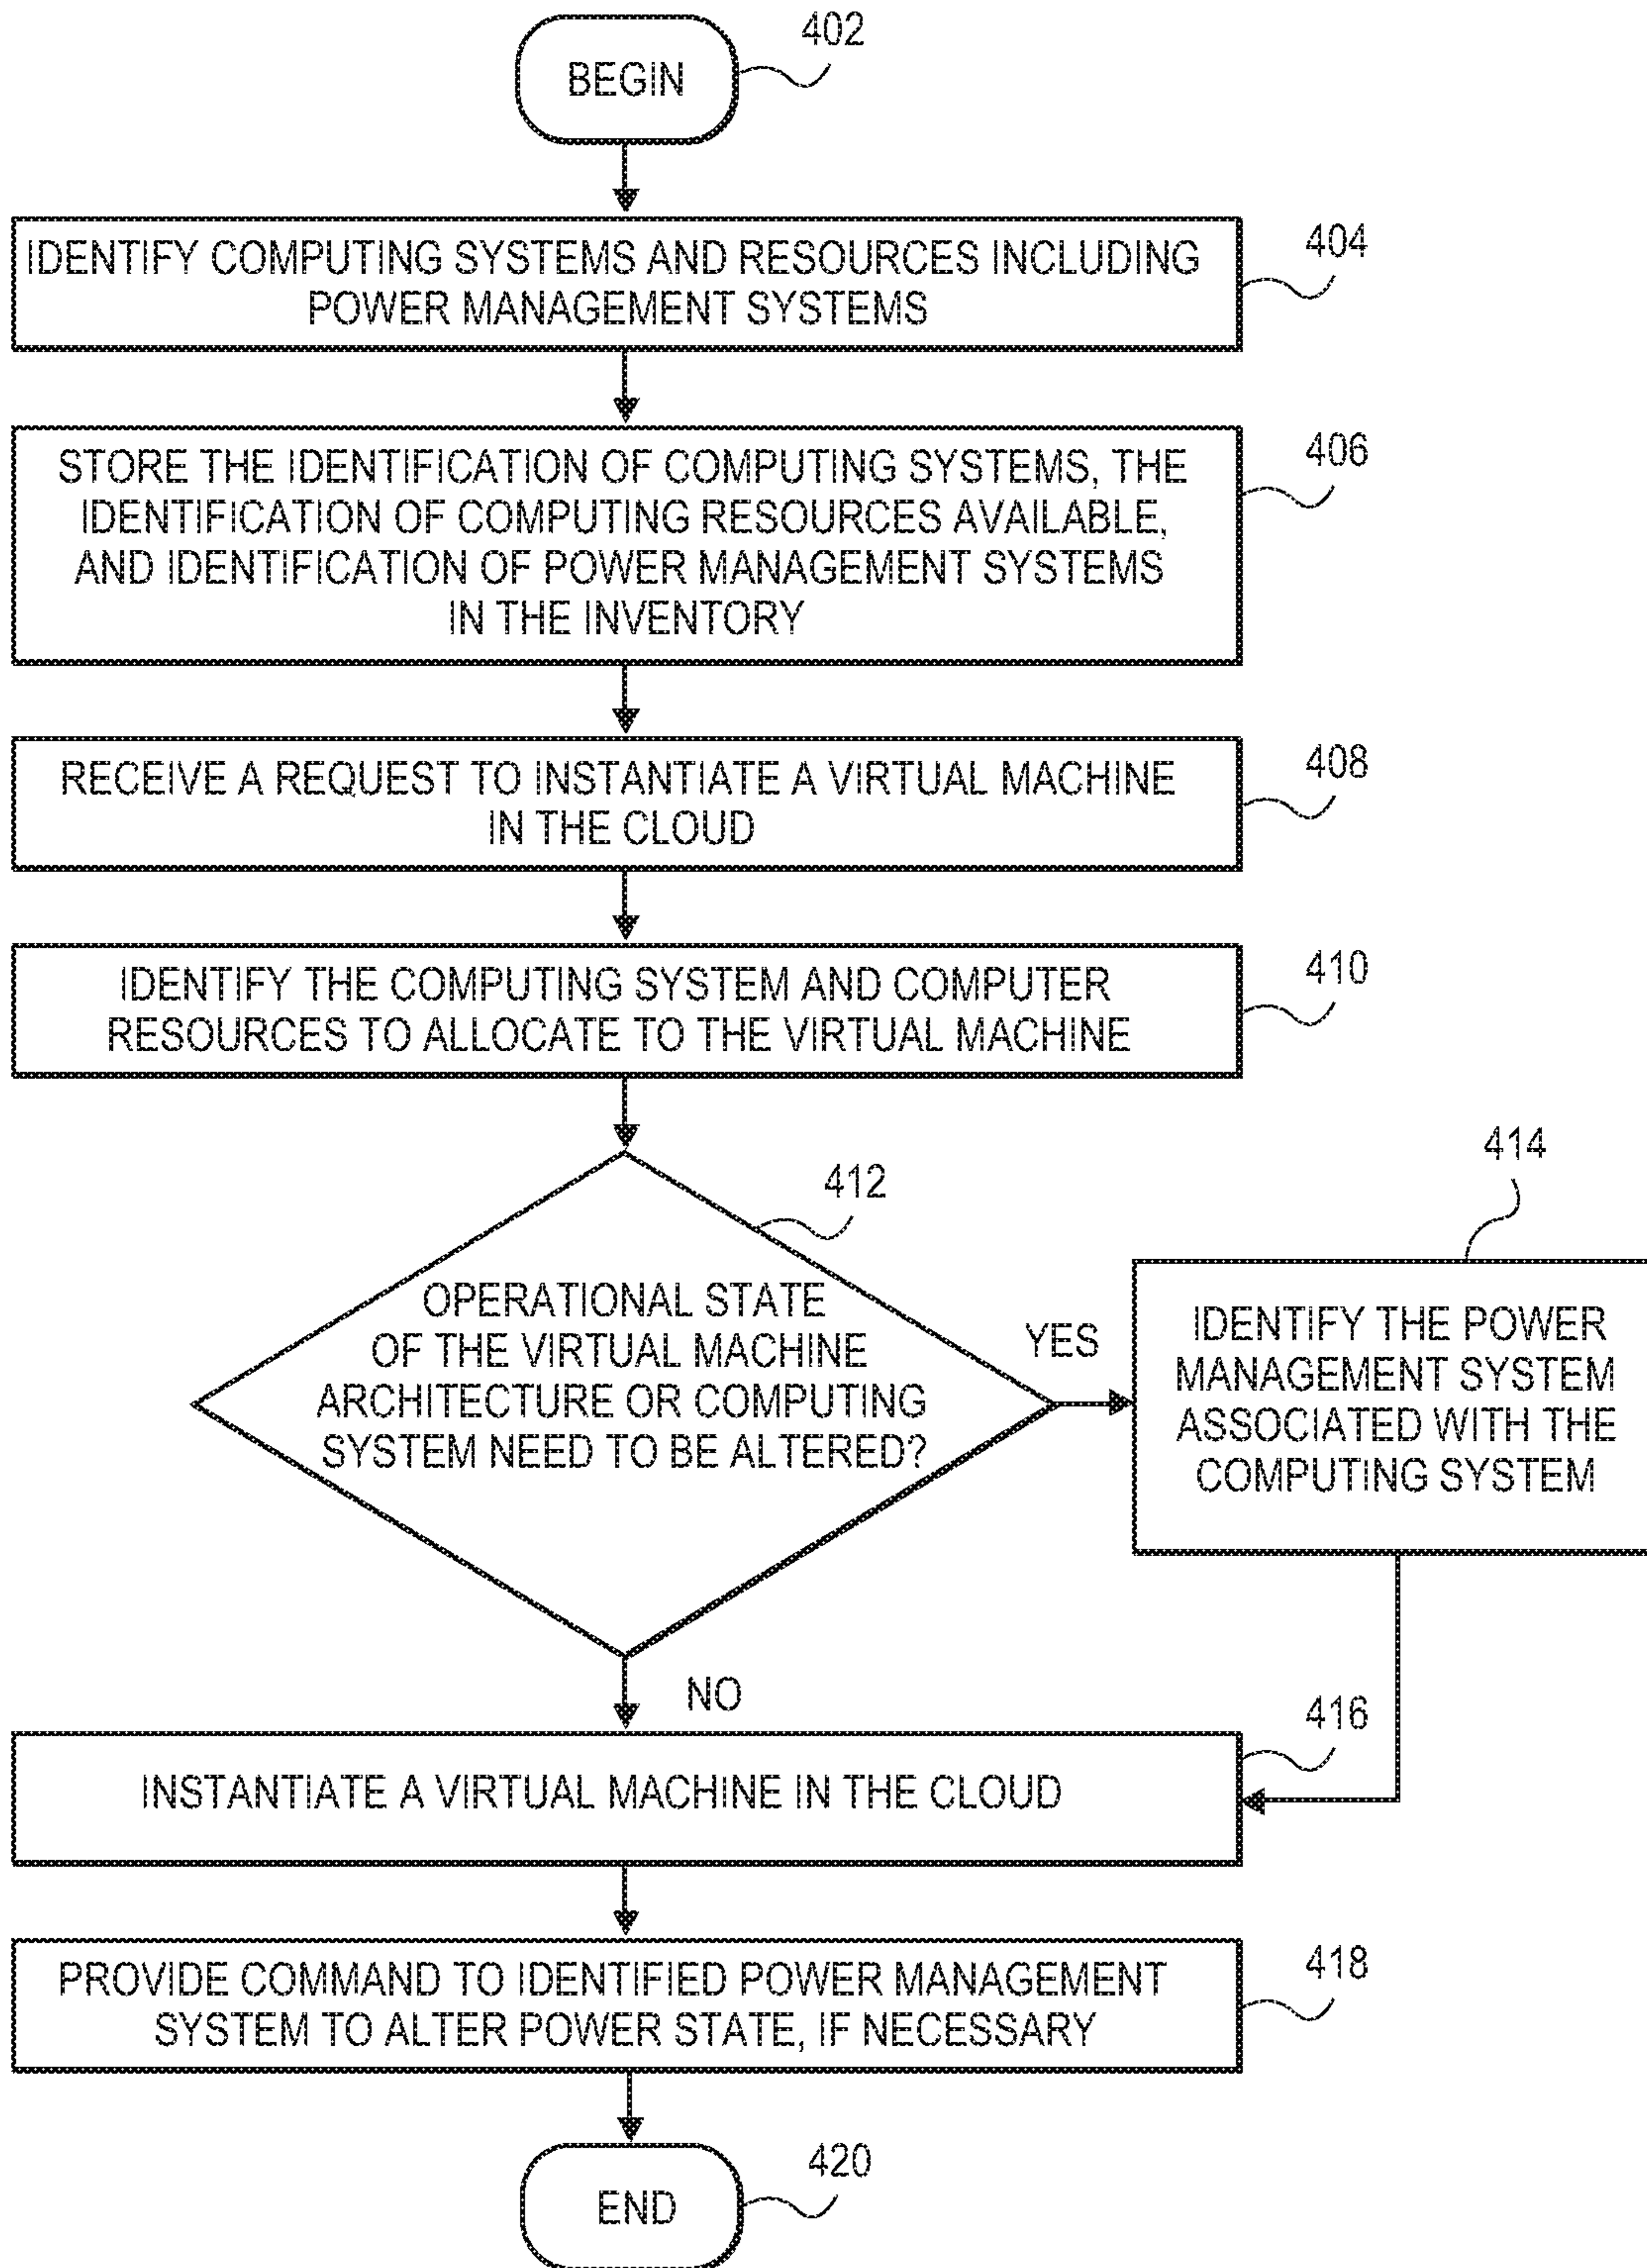 402
BEGIN
404
IDENTIFY COMPUTING SYSTEMS AND RESOURCES INCLUDING
POWER MANAGEMENT SYSTEMS
406
STORE THE IDENTIFICATION OF COMPUTING SYSTEMS, THE
IDENTIFICATION OF COMPUTING RESOURCES AVAILABLE,
AND IDENTIFICATION OF POWER MANAGEMENT SYSTEMS
IN THE INVENTORY
408
RECEIVE A REQUEST TO INSTANTIATE A VIRTUAL MACHINE
IN THE CLOUD
410
IDENTIFY THE COMPUTING SYSTEM AND COMPUTER
RESOURCES TO ALLOCATE TO THE VIRTUAL MACHINE
412
OPERATIONAL STATE
OF THE VIRTUAL MACHINE
ARCHITECTURE OR COMPUTING
SYSTEM NEED TO BE ALTERED?
YES
414
IDENTIFY THE POWER
MANAGEMENT SYSTEM
ASSOCIATED WITH THE
COMPUTING SYSTEM
NO
416
INSTANTIATE A VIRTUAL MACHINE IN THE CLOUD
418
PROVIDE COMMAND TO IDENTIFIED POWER MANAGEMENT
SYSTEM TO ALTER POWER STATE, IF NECESSARY
420
END